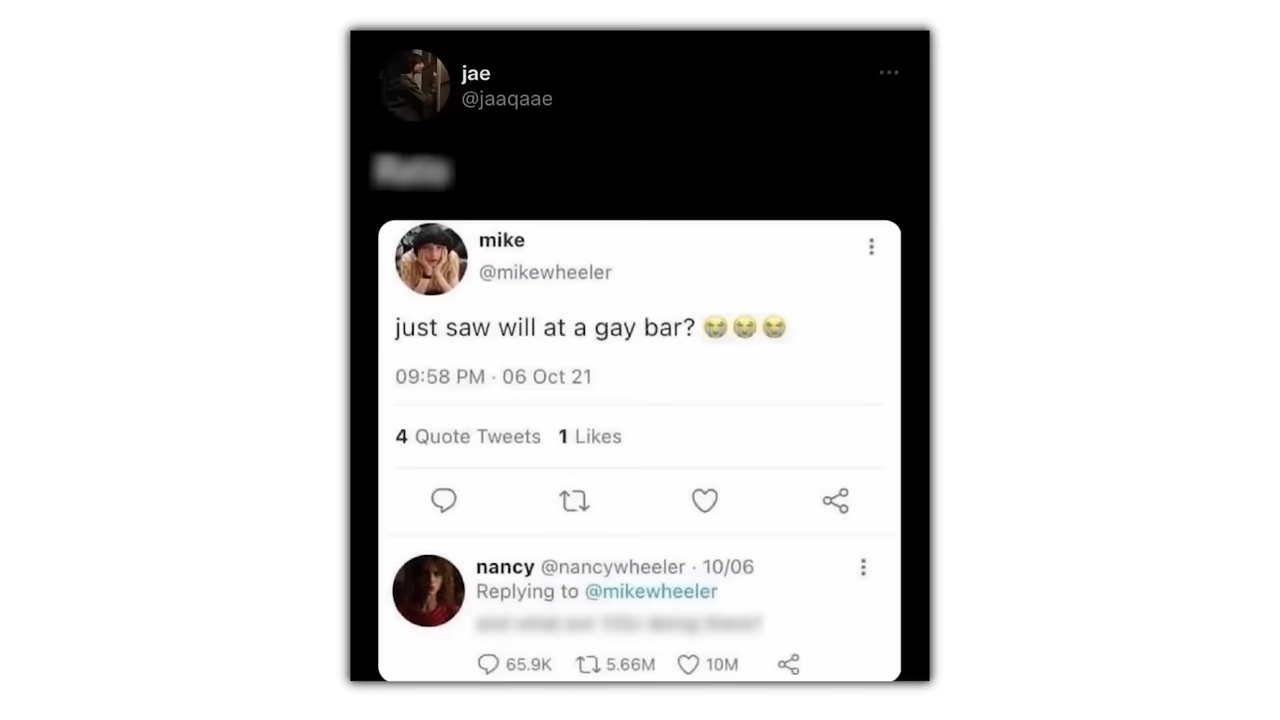 jae
@jaaqaae
mike
@mikewheeler
just saw will at a gay bar? 😭😭😭
09:58 PM · 06 Oct 21
4 Quote Tweets 1 Likes
nancy @nancywheeler · 10/06
Replying to @mikewheeler
65.9K 5.66M 10M